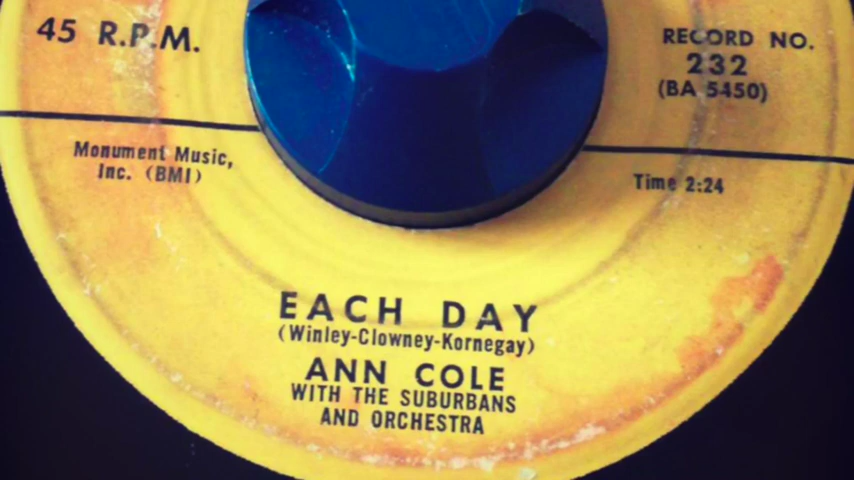 45 R.P.M.
RECORD NO.
232
(BA 5450)
Monument Music,
Inc. (BMI)
Time 2:24
EACH DAY
(Winley-Clowney-Kornegay)
ANN COLE
WITH THE SUBURBANS
AND ORCHESTRA